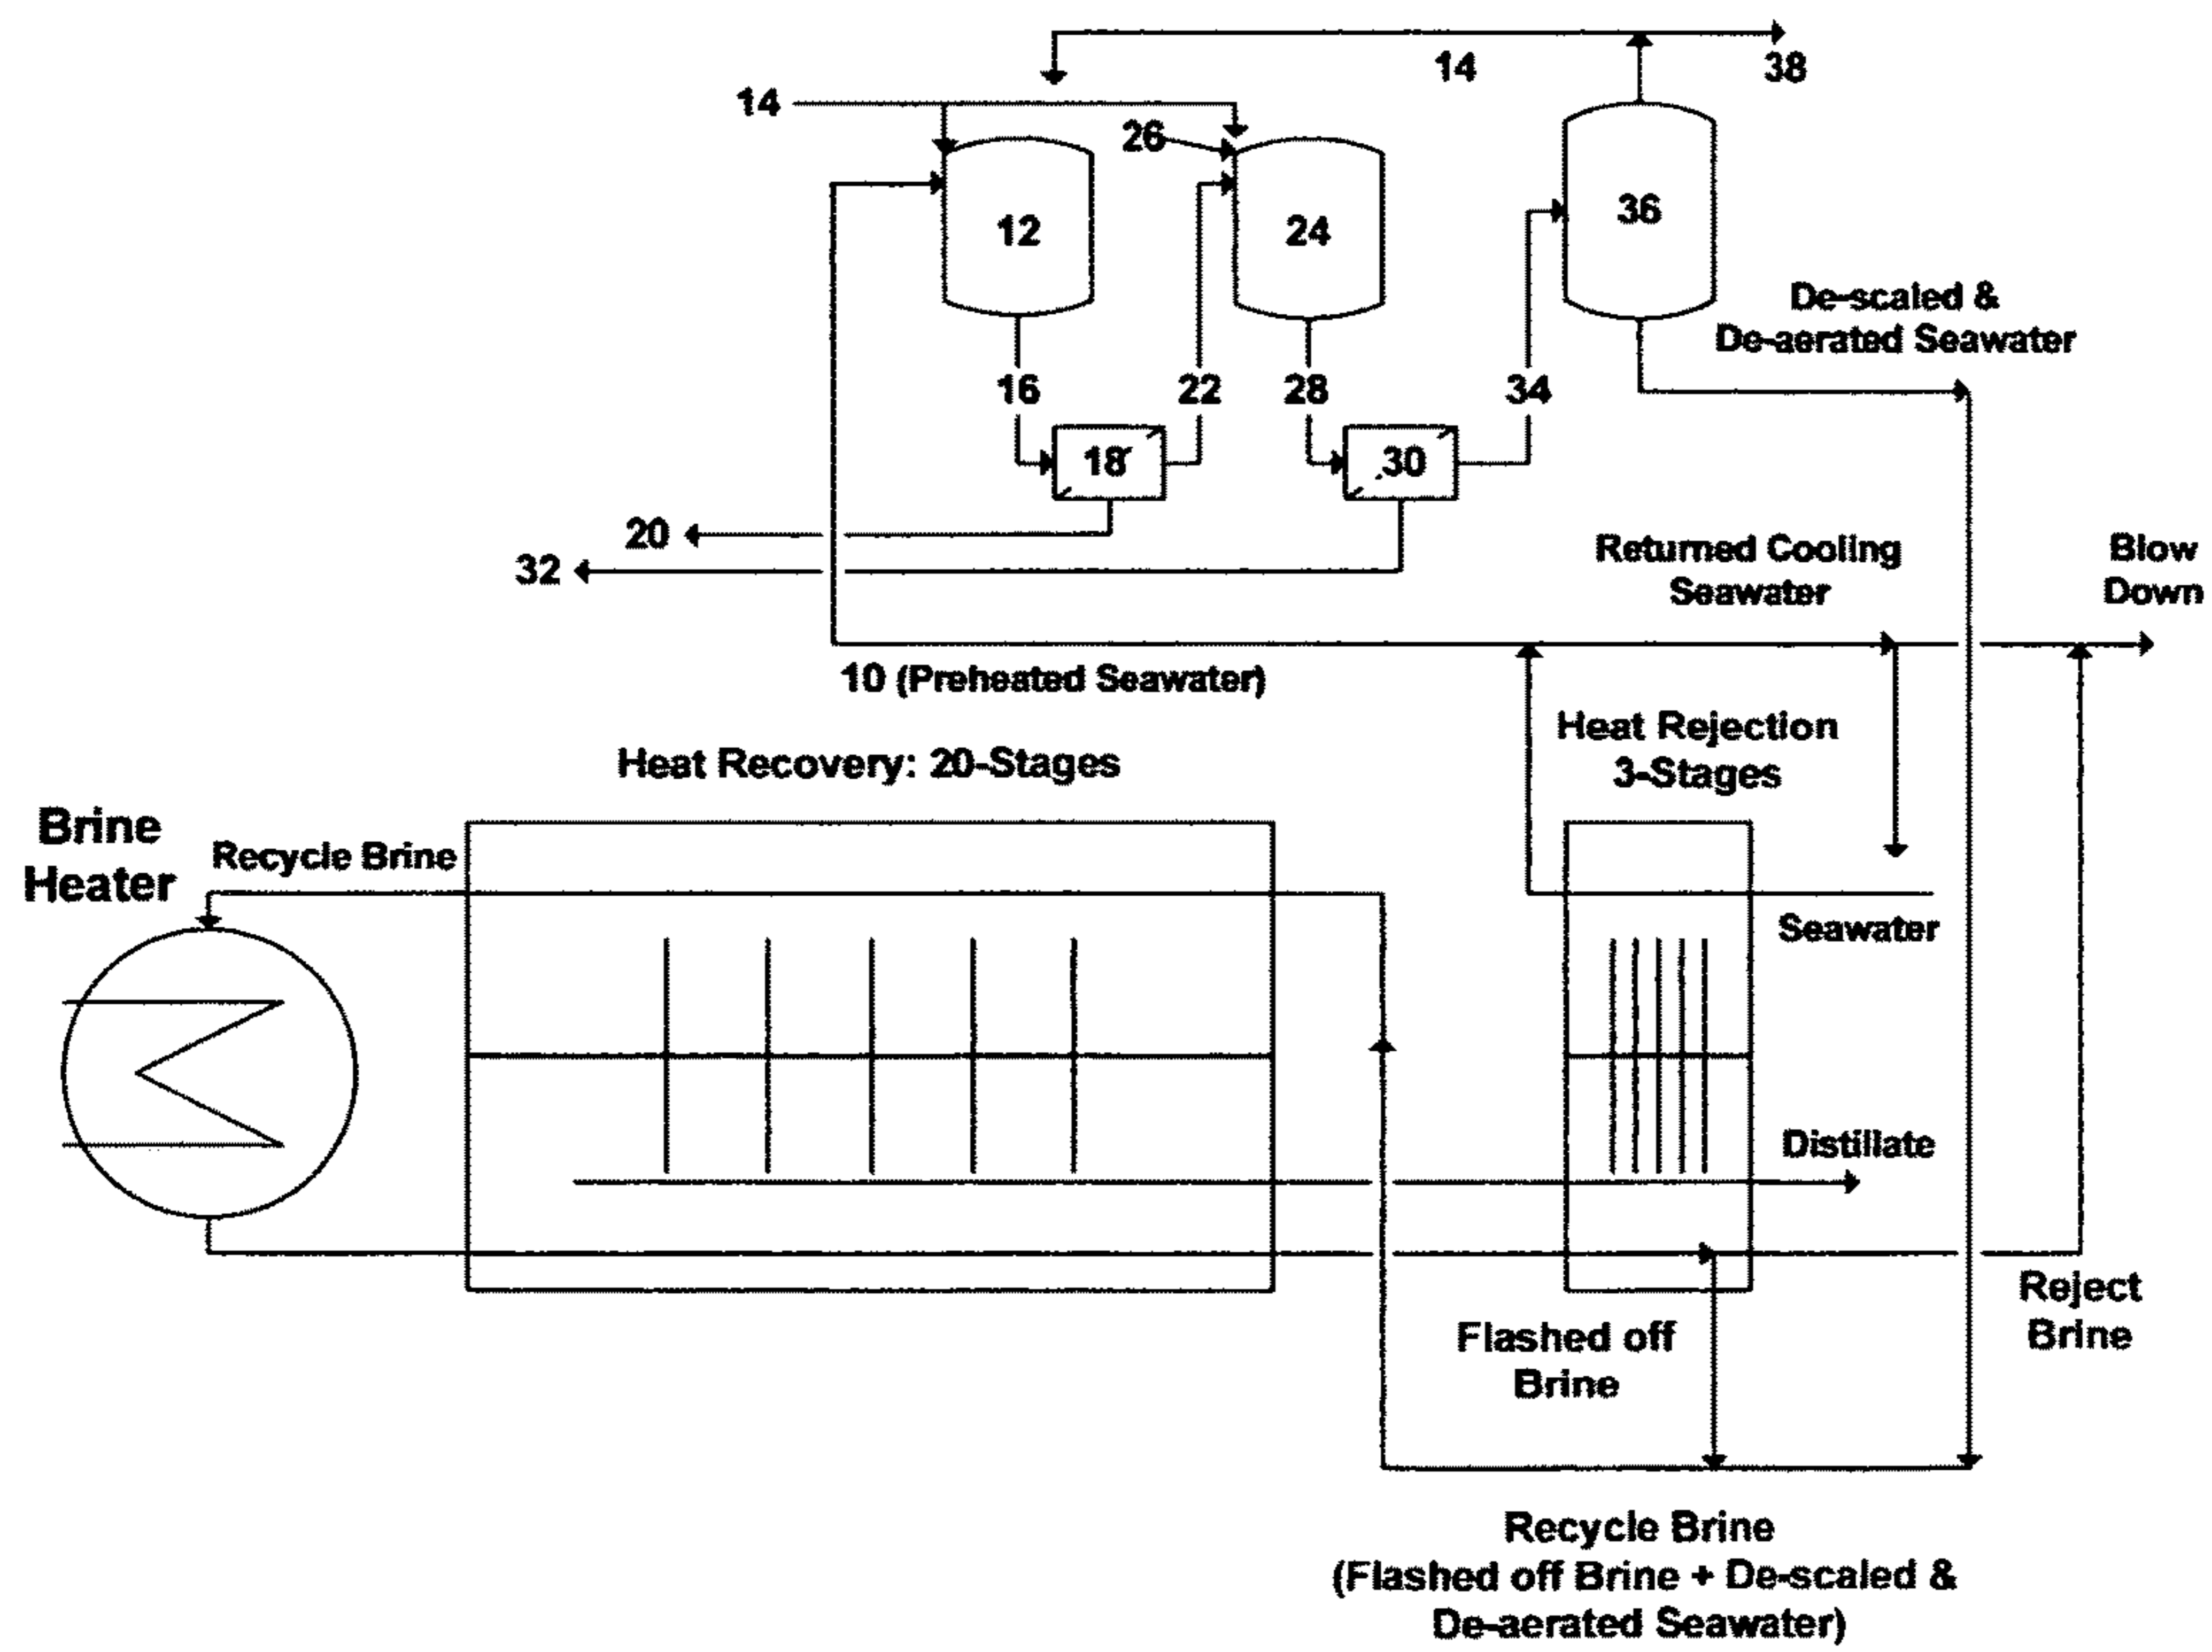 14
38
14
26
12
24
36
De-scaled &
De-aerated Seawater
16
22
28
34
18
30
20
32
Returned Cooling
Seawater
Blow
Down
10 (Preheated Seawater)
Heat Rejection
3-Stages
Heat Recovery: 20-Stages
Brine
Heater
Recycle Brine
Seawater
Distillate
Reject
Brine
Flashed off
Brine
Recycle Brine
(Flashed off Brine + De-scaled &
De-aerated Seawater)